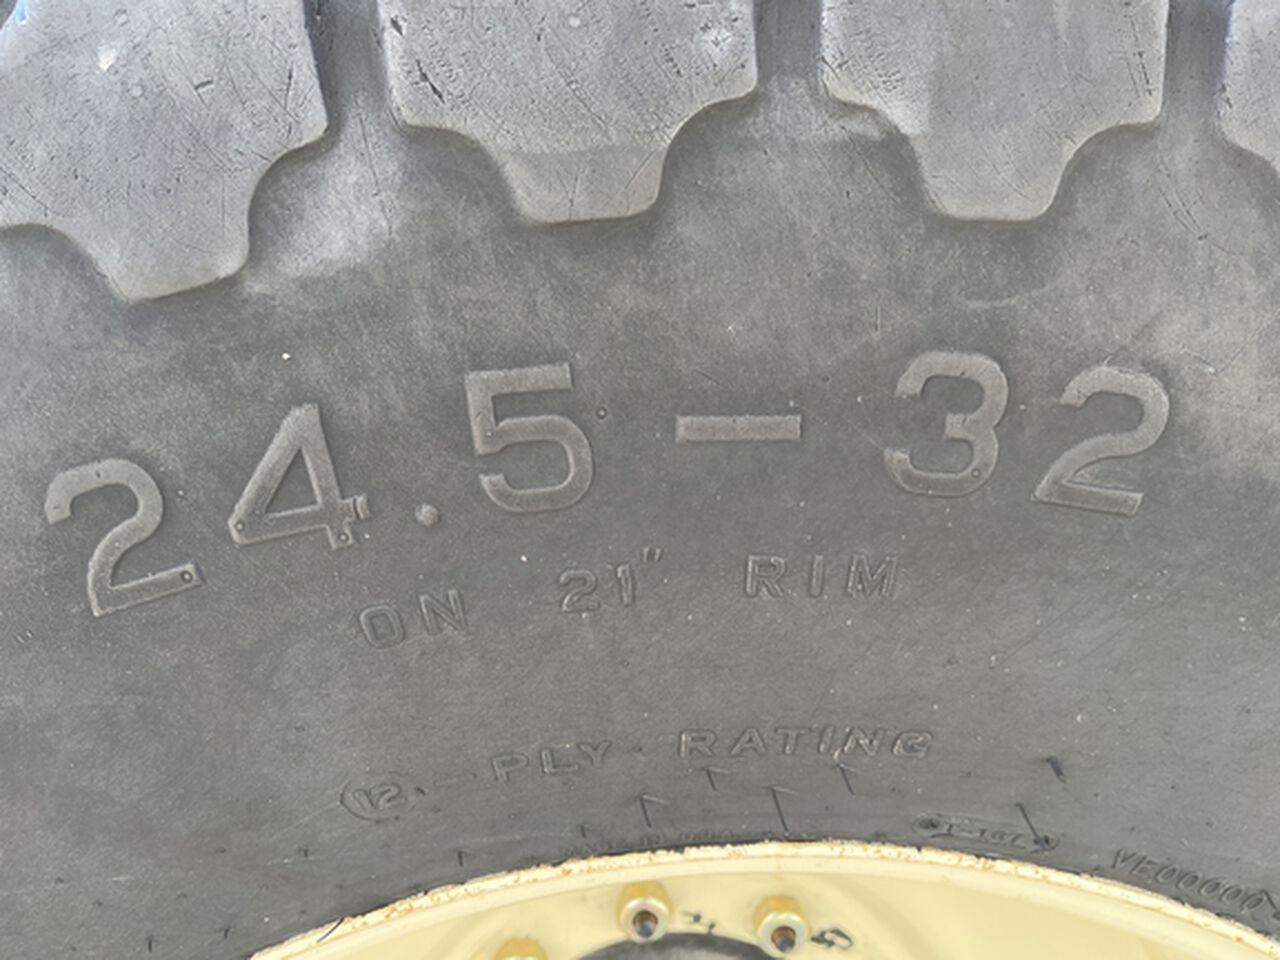 24.5-32
ON 21" RIM
12-PLY RATING